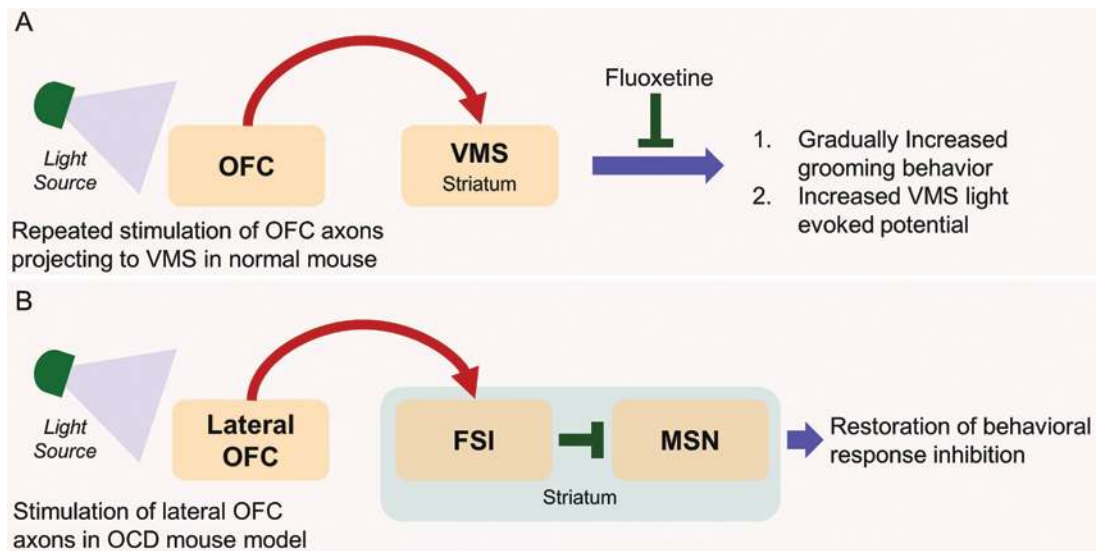 A
Light
Source
OFC
VMS
Striatum
Fluoxetine
1. Gradually Increased
grooming behavior
2. Increased VMS light
evoked potential
Repeated stimulation of OFC axons
projecting to VMS in normal mouse
B
Light
Source
Lateral
OFC
FSI
MSN
Striatum
Restoration of behavioral
response inhibition
Stimulation of lateral OFC
axons in OCD mouse model